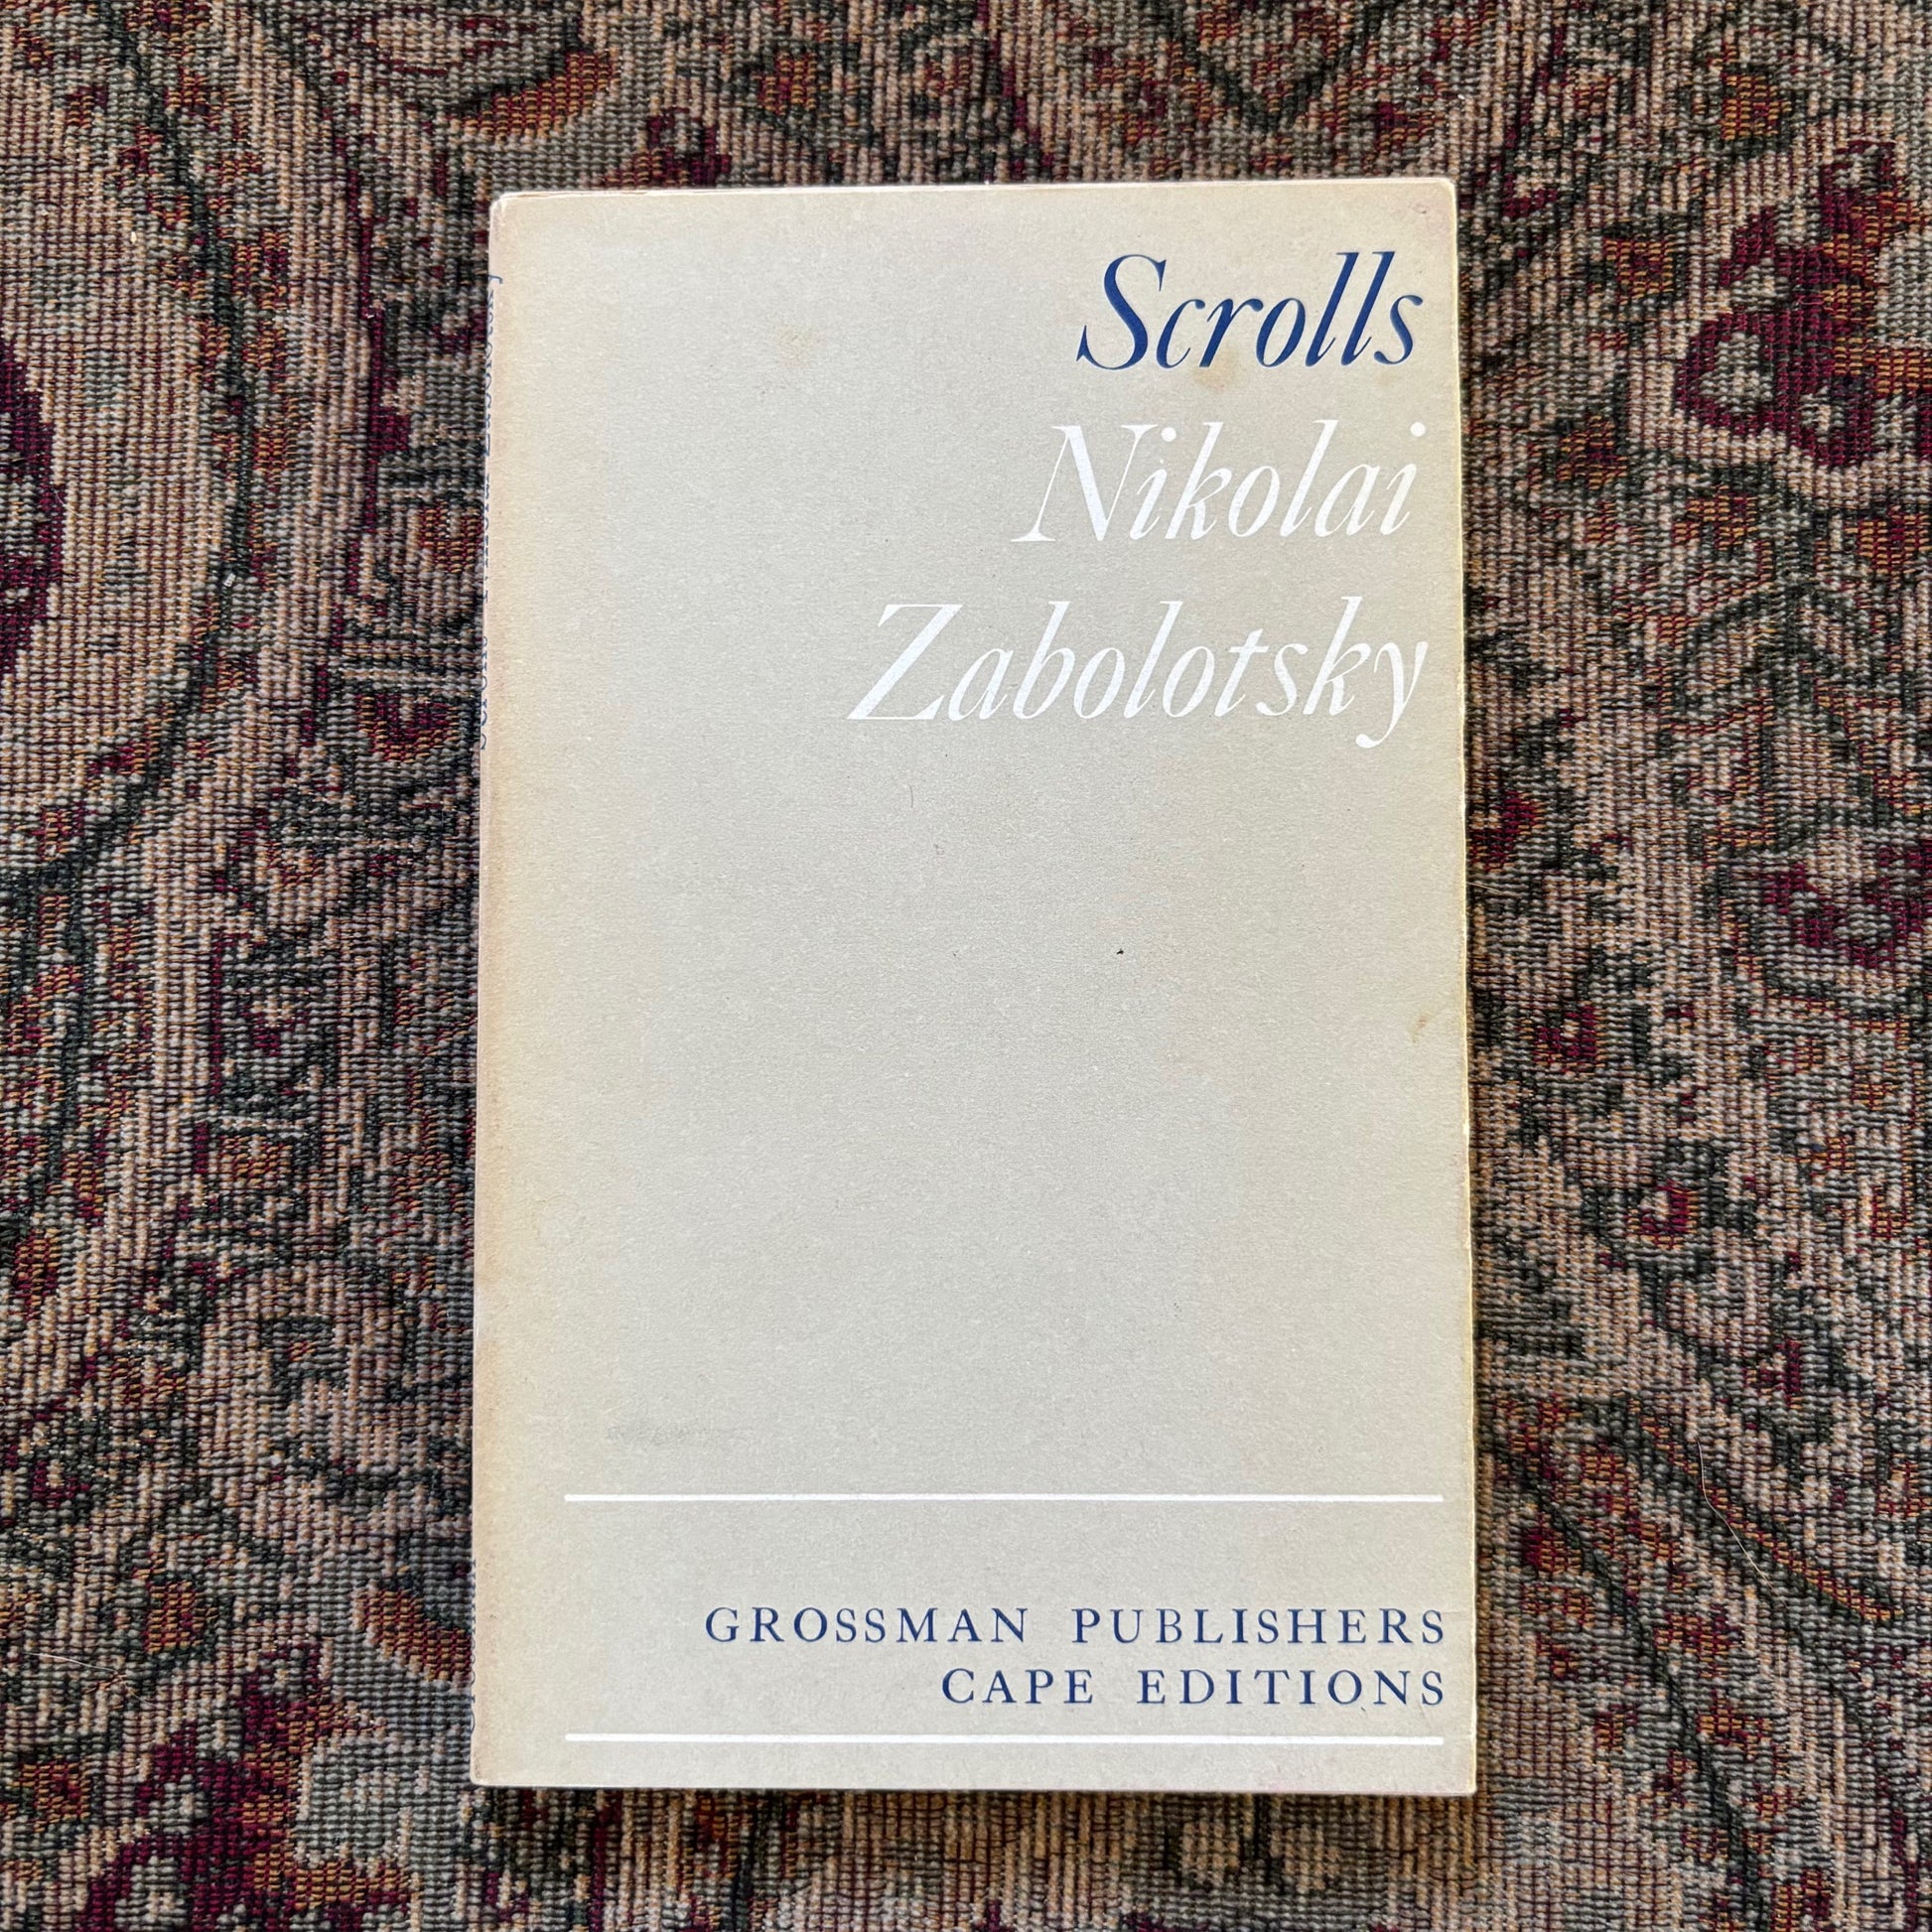 Scrolls
Nikolai
Zabolotsky
GROSSMAN PUBLISHERS
CAPE EDITIONS